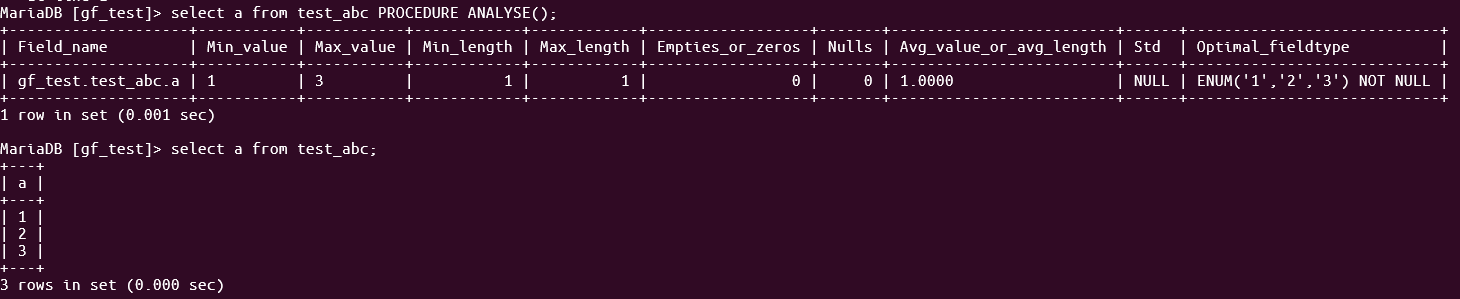 MariaDB [gf_test]> select a from test_abc PROCEDURE ANALYSE();
+--------------------+-----------+-----------+------------+------------+------------------+-------+-------------------------+------+----------------------------+
| Field_name         | Min_value | Max_value | Min_length | Max_length | Empties_or_zeros | Nulls | Avg_value_or_avg_length | Std  | Optimal_fieldtype          |
+--------------------+-----------+-----------+------------+------------+------------------+-------+-------------------------+------+----------------------------+
| gf_test.test_abc.a | 1         | 3         |          1 |          1 |                0 |     0 | 1.0000                  | NULL | ENUM('1','2','3') NOT NULL |
+--------------------+-----------+-----------+------------+------------+------------------+-------+-------------------------+------+----------------------------+
1 row in set (0.001 sec)
MariaDB [gf_test]> select a from test_abc;
+---+
| a |
+---+
| 1 |
| 2 |
| 3 |
+---+
3 rows in set (0.000 sec)